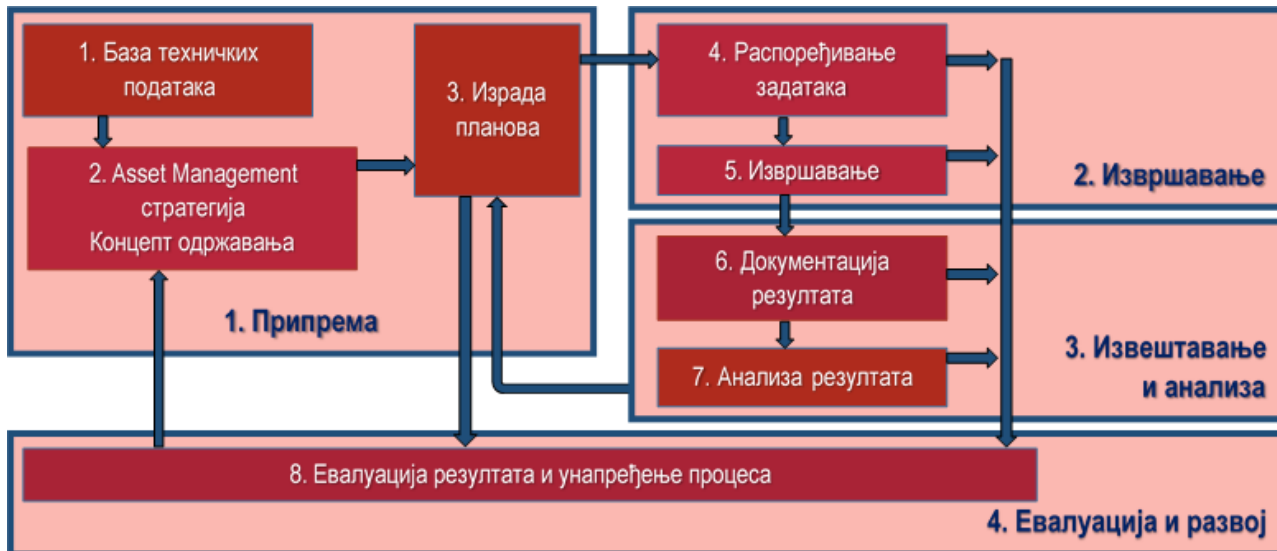 1. База техничких
података
2. Asset Management
стратегија
Концепт одржавања
3. Израда
планова
1. Припрема
4. Распоређивање
задатака
5. Извршавање
2. Извршавање
6. Документација
резултата
7. Анализа резултата
3. Извештавање
и анализа
8. Евалуација резултата и унапређење процеса
4. Евалуација и развој